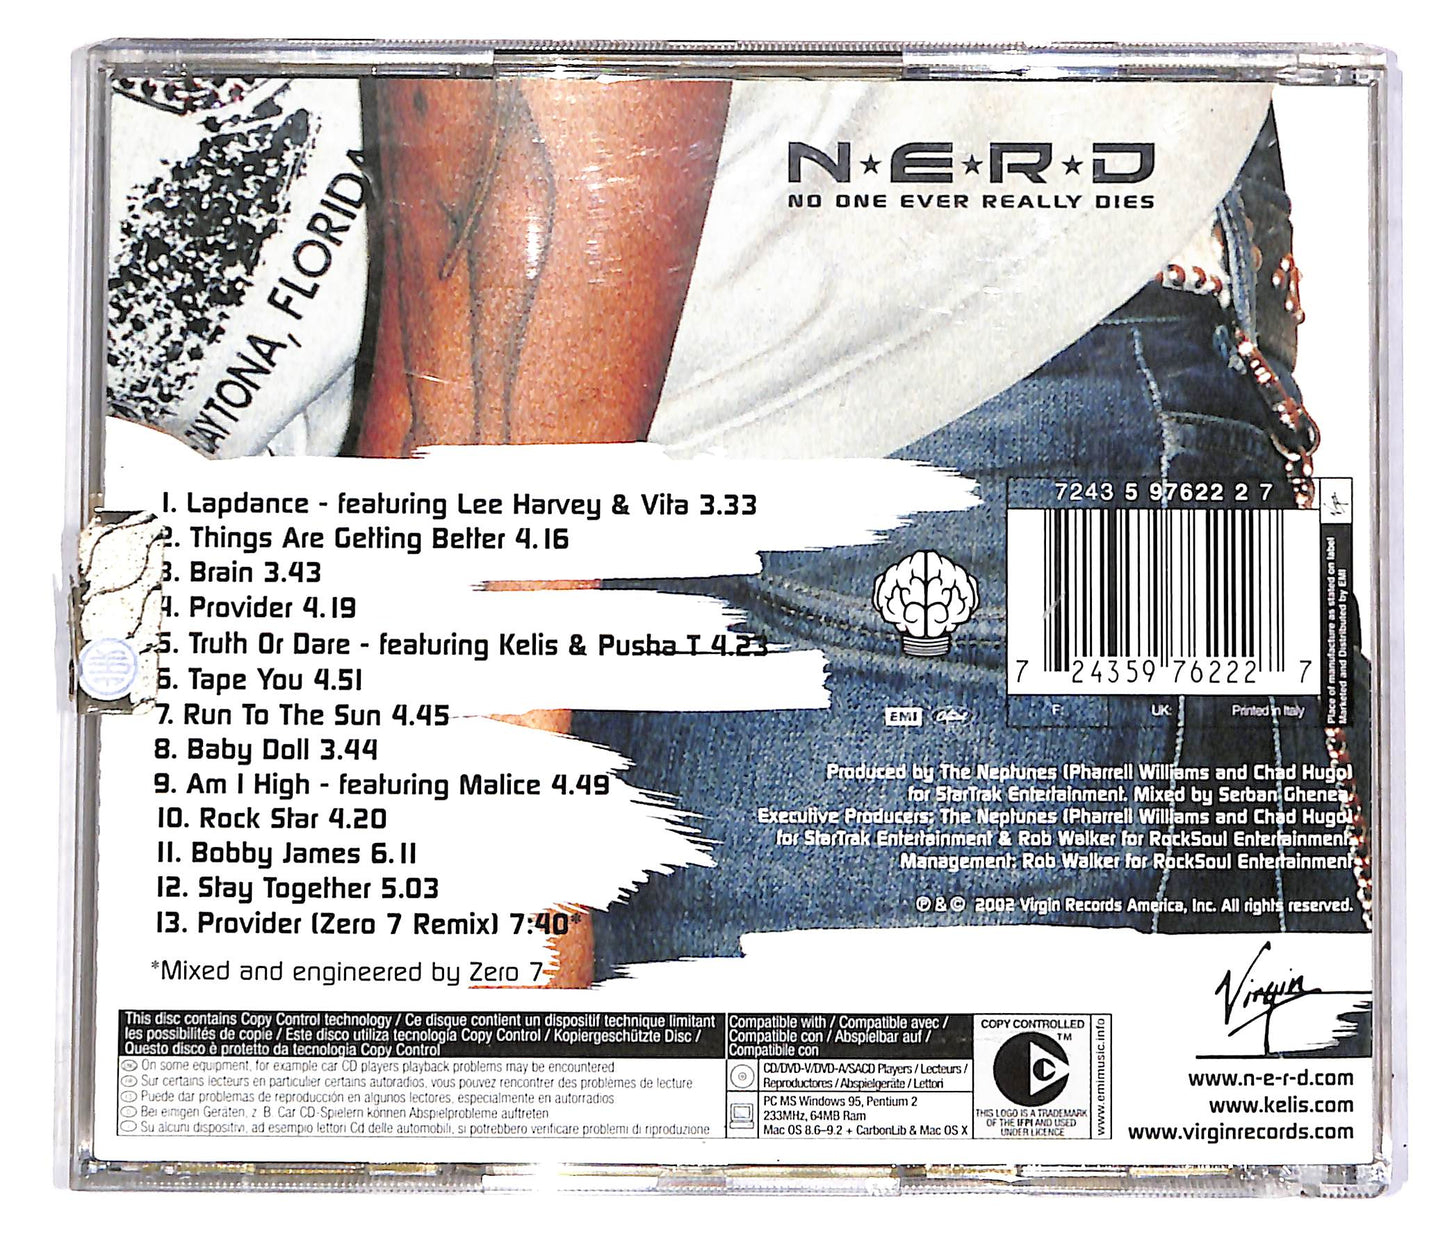 DAYTONA, FLORIDA
N★E★R★D
NO ONE EVER REALLY DIES
1. Lapdance - featuring Lee Harvey & Vita 3.33
2. Things Are Getting Better 4.16
3. Brain 3.43
4. Provider 4.19
5. Truth Or Dare - featuring Kelis & Pusha T 4.23
6. Tape You 4.51
7. Run To The Sun 4.45
8. Baby Doll 3.44
9. Am I High - featuring Malice 4.49
10. Rock Star 4.20
11. Bobby James 6.11
12. Stay Together 5.03
13. Provider (Zero 7 Remix) 7:40*
*Mixed and engineered by Zero 7
7243 5 97622 2 7
7 24359 76222 7
F: UK: Printed in Italy
Place of manufacture as stated on label
Marketed and Distributed by EMI
EMI Capitol
Produced by The Neptunes (Pharrell Williams and Chad Hugo)
for StarTrak Entertainment. Mixed by Serban Ghenea.
Executive Producers: The Neptunes (Pharrell Williams and Chad Hugo)
for StarTrak Entertainment & Rob Walker for RockSoul Entertainment
Management: Rob Walker for RockSoul Entertainment
℗ & © 2002 Virgin Records America, Inc. All rights reserved.
Virgin
www.n-e-r-d.com
www.kelis.com
www.virginrecords.com
This disc contains Copy Control technology / Ce disque contient un dispositif technique limitant
les possibilités de copie / Este disco utiliza tecnología Copy Control / Kopiergeschützte Disc /
Questo disco è protetto da tecnologia Copy Control
On some equipment, for example car CD players playback problems may be encountered
Sur certains lecteurs en particulier certains autoradios, vous pouvez rencontrer des problèmes de lecture
Puede dar problemas de reproducción en algunos lectores, especialmente en autorradios
Bei einigen Geräten, z. B. Car CD-Spielern können Abspielprobleme auftreten
Su alcuni dispositivi, ad esempio lettori Cd delle automobili, si potrebbero verificare problemi di riproduzione
Compatible with / Compatible avec /
Compatible con / Abspielbar auf /
Compatibile con
CD/DVD-V/DVD-A/SACD Players / Lecteurs /
Reproductores / Abspielgeräte / Lettori
PC MS Windows 95, Pentium 2
233MHz, 64MB Ram
Mac OS 8.6-9.2 + CarbonLib & Mac OS X
COPY CONTROLLED
TM
THIS LOGO IS A TRADEMARK
OF THE IFPI AND USED
UNDER LICENCE
www.emimusic.info